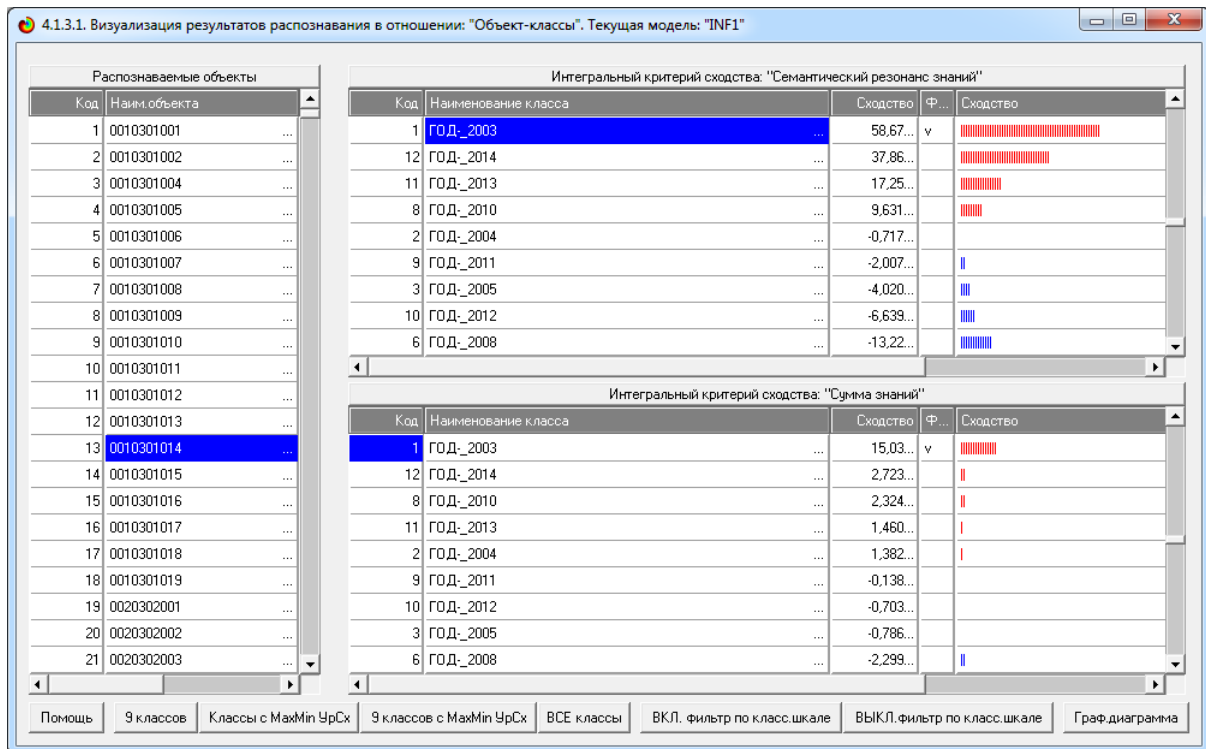 4.1.3.1. Визуализация результатов распознавания в отношении: "Объект-классы". Текущая модель: "INF1"
Распознаваемые объекты
Код Наим.объекта
1 0010301001 ...
2 0010301002 ...
3 0010301004 ...
4 0010301005 ...
5 0010301006 ...
6 0010301007 ...
7 0010301008 ...
8 0010301009 ...
9 0010301010 ...
10 0010301011 ...
11 0010301012 ...
12 0010301013 ...
13 0010301014 ...
14 0010301015 ...
15 0010301016 ...
16 0010301017 ...
17 0010301018 ...
18 0010301019 ...
19 0020302001 ...
20 0020302002 ...
21 0020302003 ...
Интегральный критерий сходства: "Семантический резонанс знаний"
Код Наименование класса Сходство Ф... Сходство
1 ГОД-_2003 ... 58,67... v
12 ГОД-_2014 ... 37,86...
11 ГОД-_2013 ... 17,25...
8 ГОД-_2010 ... 9,631...
2 ГОД-_2004 ... -0,717...
9 ГОД-_2011 ... -2,007...
3 ГОД-_2005 ... -4,020...
10 ГОД-_2012 ... -6,639...
6 ГОД-_2008 ... -13,22...
Интегральный критерий сходства: "Сумма знаний"
Код Наименование класса Сходство Ф... Сходство
1 ГОД-_2003 ... 15,03... v
12 ГОД-_2014 ... 2,723...
8 ГОД-_2010 ... 2,324...
11 ГОД-_2013 ... 1,460...
2 ГОД-_2004 ... 1,382...
9 ГОД-_2011 ... -0,138...
10 ГОД-_2012 ... -0,703...
3 ГОД-_2005 ... -0,786...
6 ГОД-_2008 ... -2,299...
Помощь 9 классов Классы с MaxMin УрСх 9 классов с MaxMin УрСх ВСЕ классы ВКЛ. фильтр по класс.шкале ВЫКЛ.фильтр по класс.шкале Граф.диаграмма